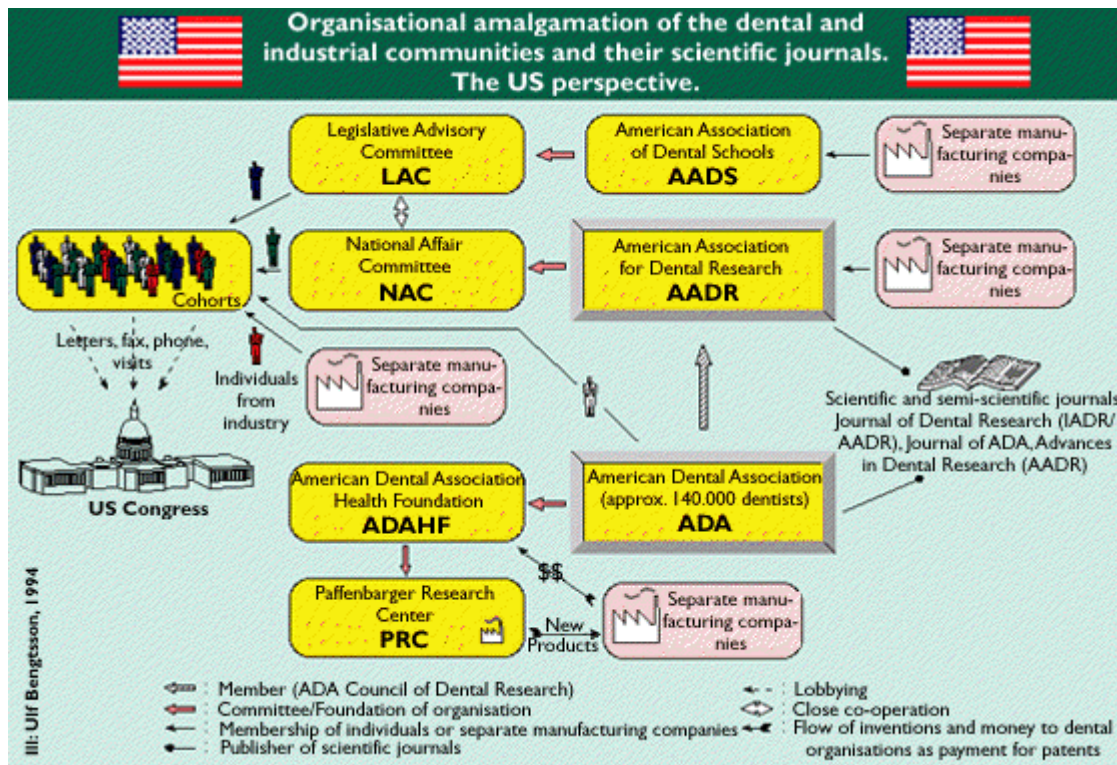 Organisational amalgamation of the dental and
industrial communities and their scientific journals.
The US perspective.
Legislative Advisory
Committee
LAC
American Association
of Dental Schools
AADS
Separate manu-
facturing compa-
nies
National Affair
Committee
NAC
American Association
for Dental Research
AADR
Separate manu-
facturing compa-
nies
Cohorts
Letters, fax, phone,
visits
Individuals
from
industry
Separate manu-
facturing compa-
nies
Scientific and semi-scientific journals
Journal of Dental Research (IADR/
AADR), Journal of ADA, Advances
in Dental Research (AADR)
US Congress
American Dental Association
Health Foundation
ADAHF
American Dental Association
(approx. 140.000 dentists)
ADA
$$
Paffenbarger Research
Center
PRC
New
Products
Separate manu-
facturing compa-
nies
: Member (ADA Council of Dental Research)
: Committee/Foundation of organisation
: Membership of individuals or separate manufacturing companies
: Publisher of scientific journals
: Lobbying
: Close co-operation
: Flow of inventions and money to dental
organisations as payment for patents
Ill: Ulf Bengtsson, 1994